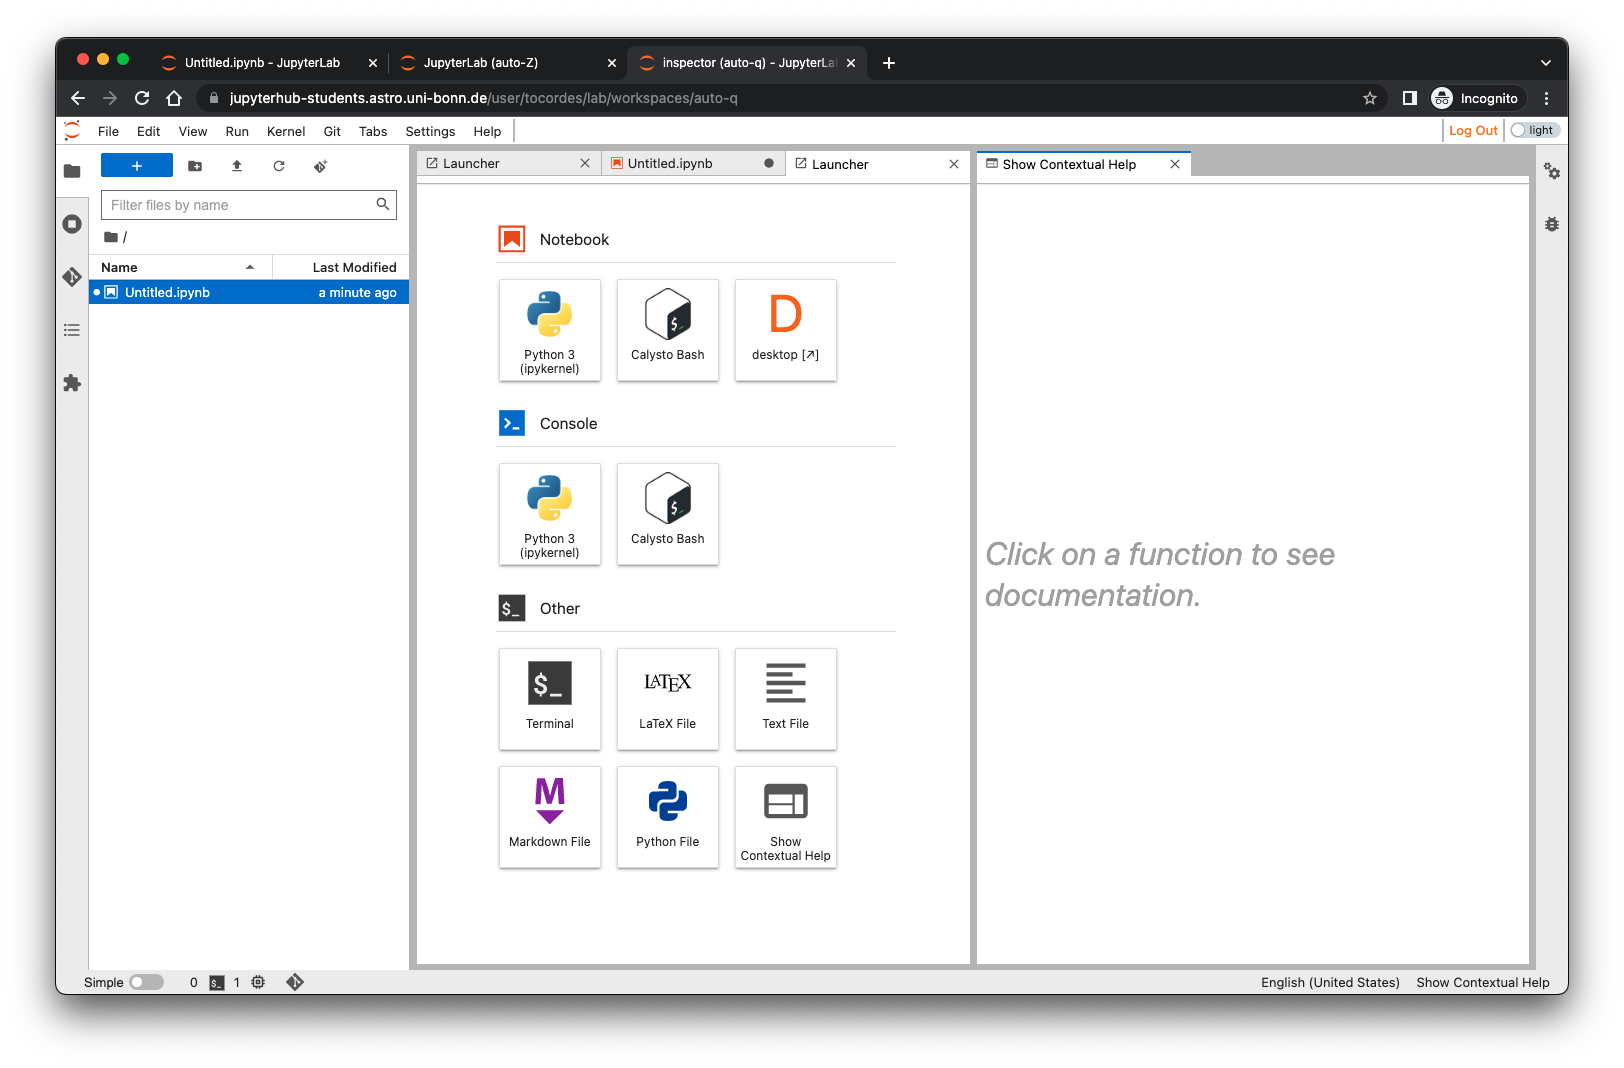 Untitled.ipynb - JupyterLab
JupyterLab (auto-Z)
inspector (auto-q) - JupyterLa
jupyterhub-students.astro.uni-bonn.de/user/tocordes/lab/workspaces/auto-q
Incognito
File Edit View Run Kernel Git Tabs Settings Help
Log Out
light
Launcher
Untitled.ipynb
Launcher
Show Contextual Help
Filter files by name
/
Name
Last Modified
Untitled.ipynb
a minute ago
Notebook
Python 3
(ipykernel)
$_
Calysto Bash
D
desktop [↗]
>_
Console
Python 3
(ipykernel)
$_
Calysto Bash
$_
Other
$_
Terminal
LATEX
LaTeX File
Text File
M
Markdown File
Python File
Show
Contextual Help
Click on a function to see
documentation.
Simple
0
$_
1
English (United States)
Show Contextual Help